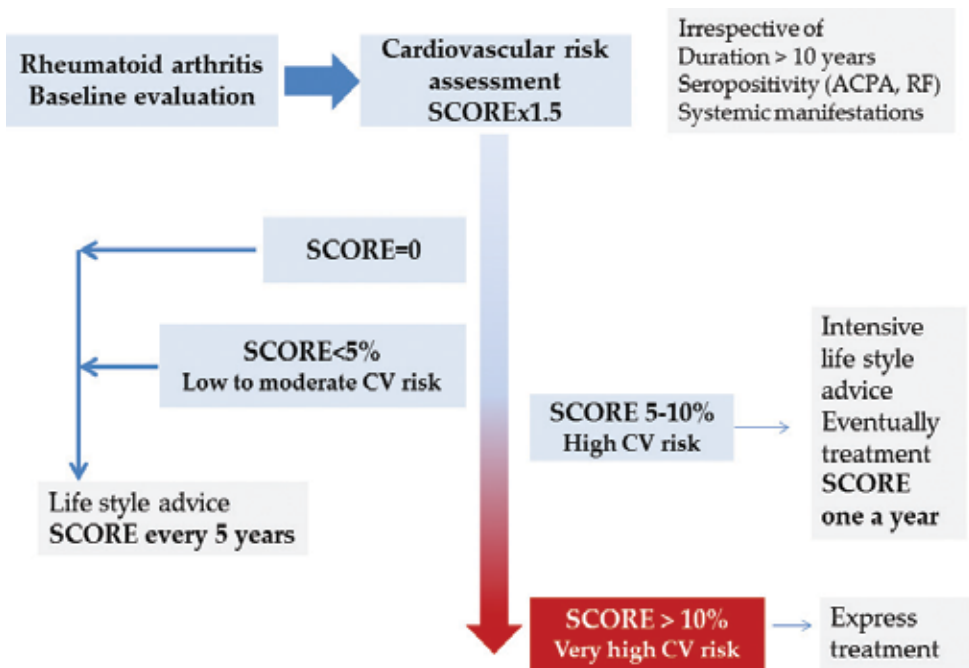 Rheumatoid arthritis
Baseline evaluation
Cardiovascular risk
assessment
SCOREx1.5
Irrespective of
Duration > 10 years
Seropositivity (ACPA, RF)
Systemic manifestations
SCORE=0
SCORE<5%
Low to moderate CV risk
Life style advice
SCORE every 5 years
SCORE 5-10%
High CV risk
Intensive
life style
advice
Eventually
treatment
SCORE
one a year
SCORE > 10%
Very high CV risk
Express
treatment